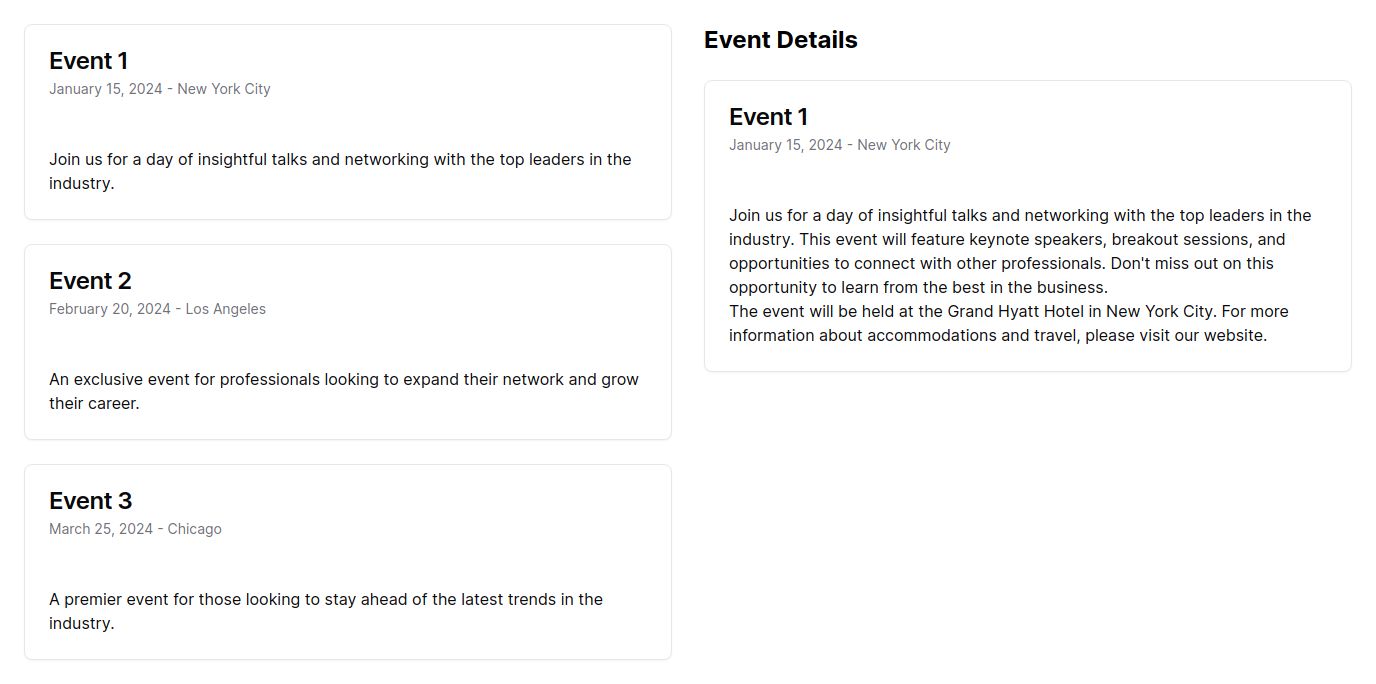 Event 1
January 15, 2024 - New York City
Join us for a day of insightful talks and networking with the top leaders in the
industry.
Event 2
February 20, 2024 - Los Angeles
An exclusive event for professionals looking to expand their network and grow
their career.
Event 3
March 25, 2024 - Chicago
A premier event for those looking to stay ahead of the latest trends in the
industry.
Event Details
Event 1
January 15, 2024 - New York City
Join us for a day of insightful talks and networking with the top leaders in the
industry. This event will feature keynote speakers, breakout sessions, and
opportunities to connect with other professionals. Don't miss out on this
opportunity to learn from the best in the business.
The event will be held at the Grand Hyatt Hotel in New York City. For more
information about accommodations and travel, please visit our website.